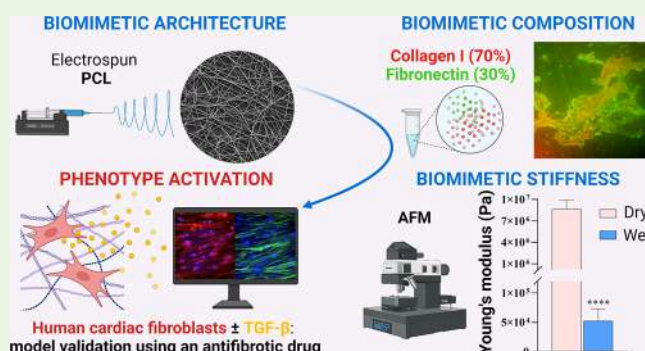 BIOMIMETIC ARCHITECTURE
Electrospun
PCL
BIOMIMETIC COMPOSITION
Collagen I (70%)
Fibronectin (30%)
PHENOTYPE ACTIVATION
Human cardiac fibroblasts ± TGF-β:
model validation using an antifibrotic drug
BIOMIMETIC STIFFNESS
AFM
Young's modulus (Pa)
1×10⁷
7×10⁶
4×10⁶
1×10⁶
1×10⁵
5×10⁴
0
****
Dry
We